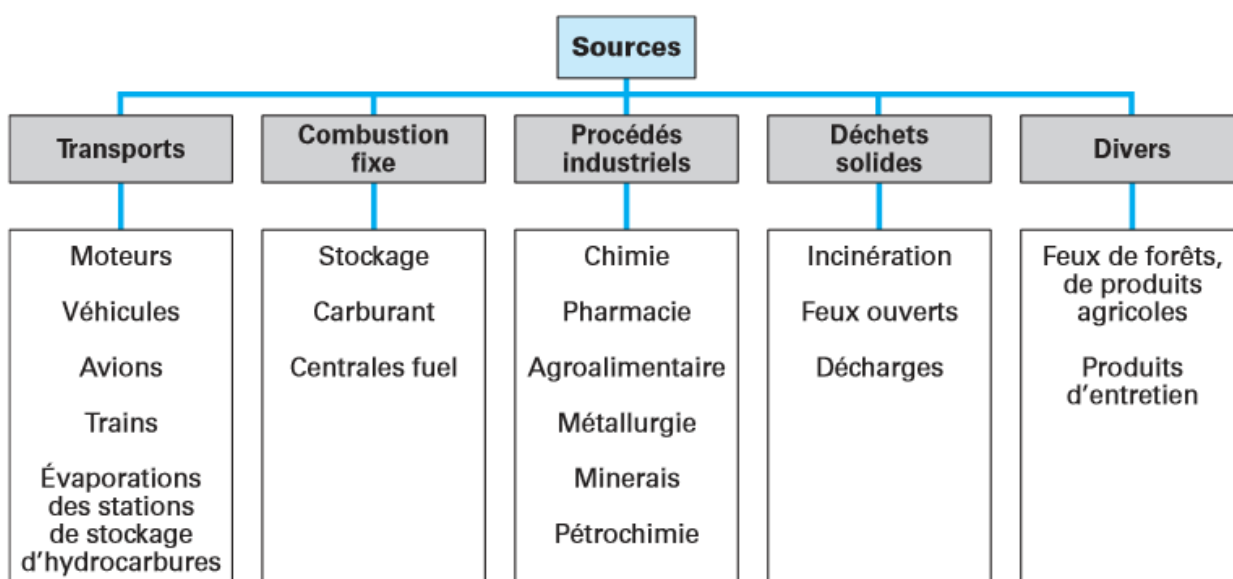 Sources
Transports
Combustion
fixe
Procédés
industriels
Déchets
solides
Divers
Moteurs
Véhicules
Avions
Trains
Évaporations
des stations
de stockage
d'hydrocarbures
Stockage
Carburant
Centrales fuel
Chimie
Pharmacie
Agroalimentaire
Métallurgie
Minerais
Pétrochimie
Incinération
Feux ouverts
Décharges
Feux de forêts,
de produits
agricoles
Produits
d'entretien